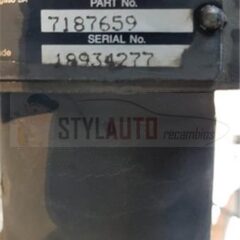 PART No.
7187659
SERIAL No.
18934277
STYLAUTO
recambios